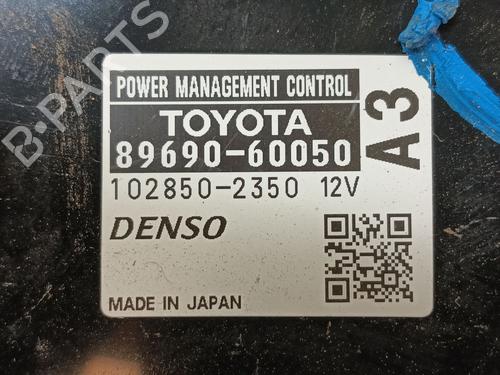 POWER MANAGEMENT CONTROL
TOYOTA
89690-60050
A3
102850-2350 12V
DENSO
MADE IN JAPAN
B-PARTS